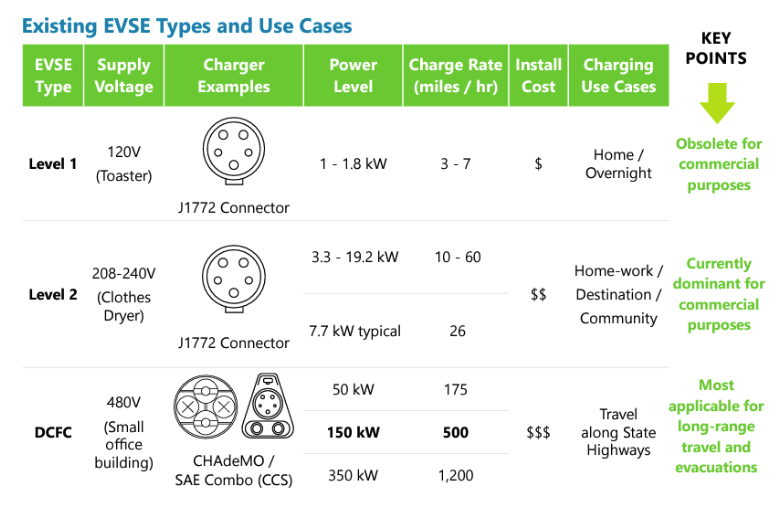 Existing EVSE Types and Use Cases
KEY
POINTS
EVSE
Type
Supply
Voltage
Charger
Examples
Power
Level
Charge Rate
(miles / hr)
Install
Cost
Charging
Use Cases
Level 1
120V
(Toaster)
J1772 Connector
1 - 1.8 kW
3 - 7
$
Home /
Overnight
Obsolete for
commercial
purposes
Level 2
208-240V
(Clothes
Dryer)
J1772 Connector
3.3 - 19.2 kW
10 - 60
7.7 kW typical
26
$$
Home-work /
Destination /
Community
Currently
dominant for
commercial
purposes
DCFC
480V
(Small
office
building)
CHAdeMO /
SAE Combo (CCS)
50 kW
175
150 kW
500
350 kW
1,200
$$$
Travel
along State
Highways
Most
applicable for
long-range
travel and
evacuations